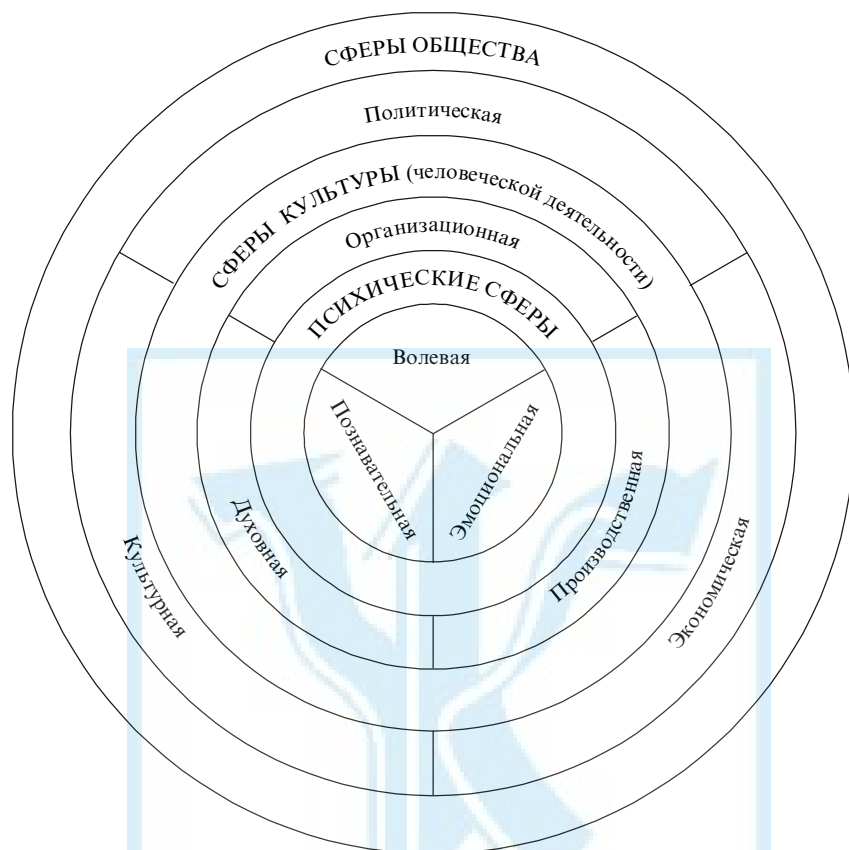 СФЕРЫ ОБЩЕСТВА
Политическая
СФЕРЫ КУЛЬТУРЫ (человеческой деятельности)
Организационная
ПСИХИЧЕСКИЕ СФЕРЫ
Волевая
Познавательная
Эмоциональная
Духовная
Производственная
Культурная
Экономическая